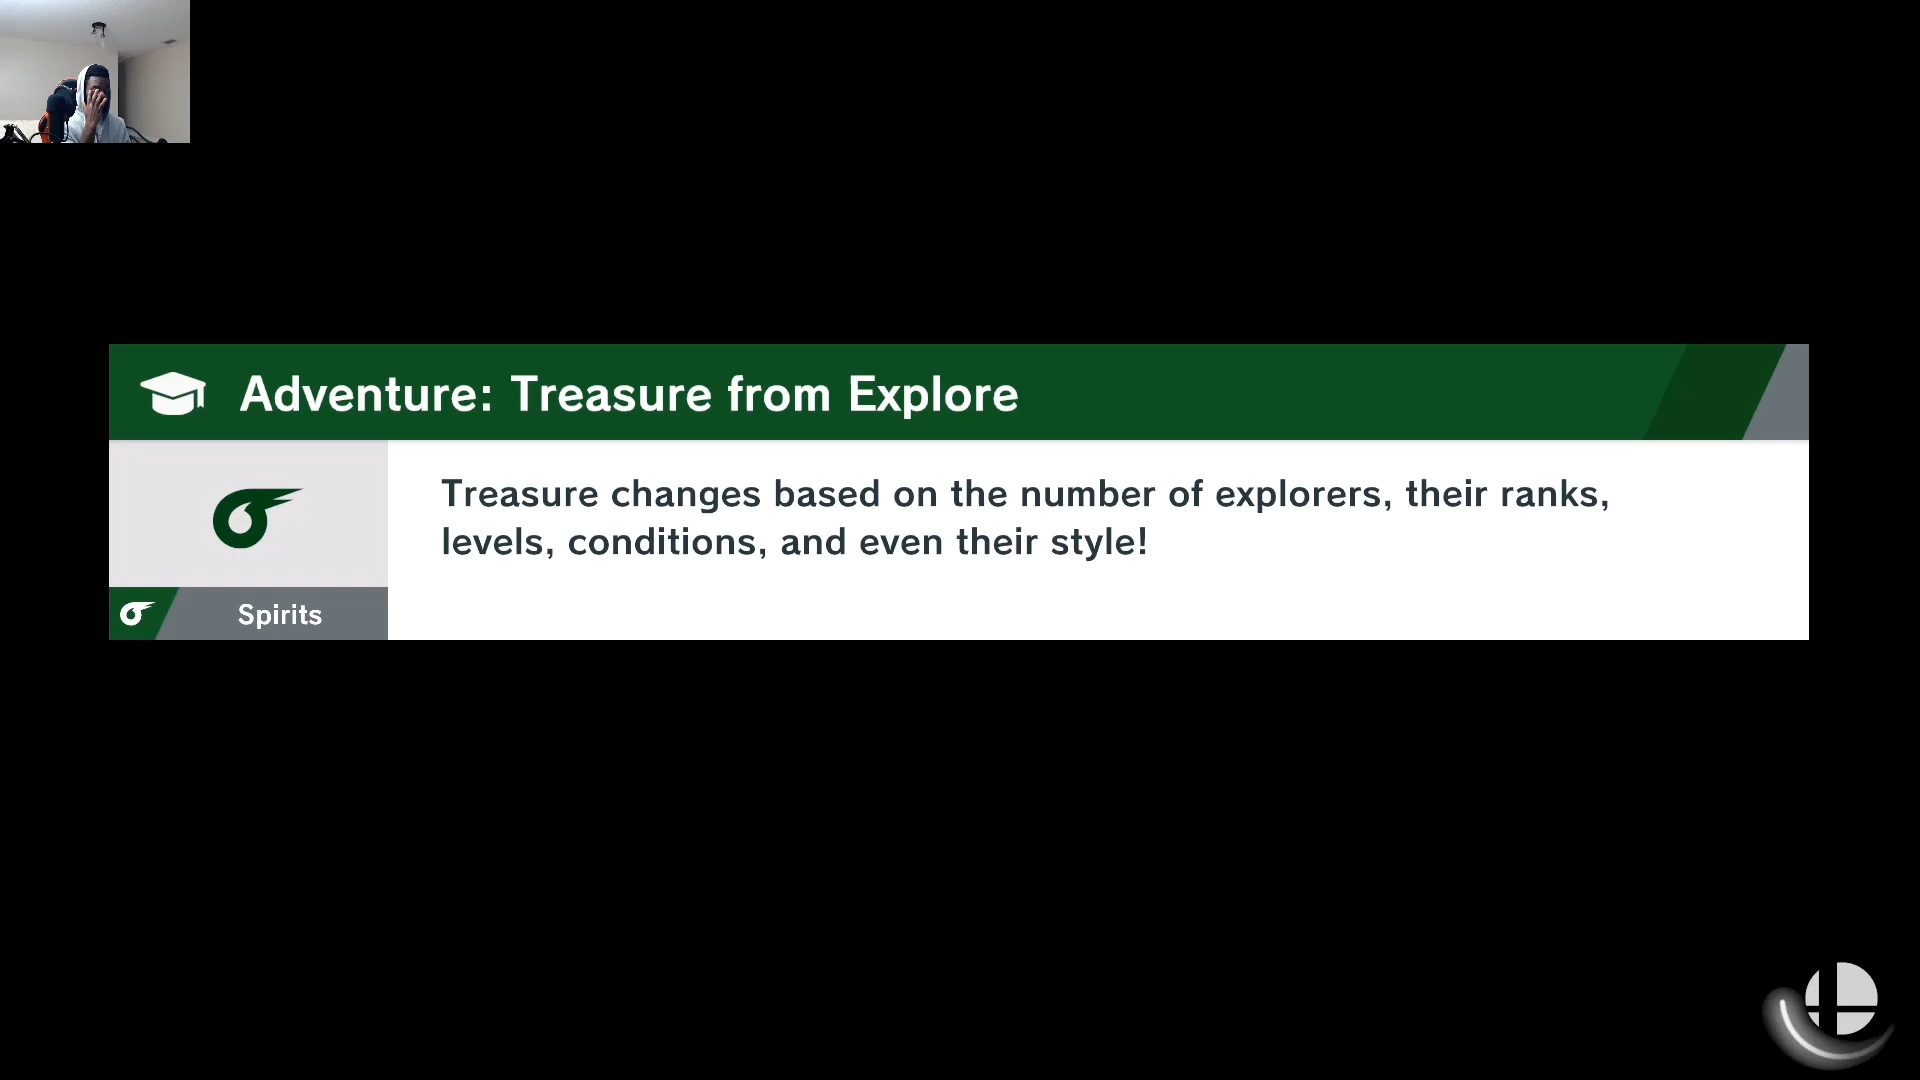 Adventure: Treasure from Explore
Treasure changes based on the number of explorers, their ranks,
levels, conditions, and even their style!
Spirits